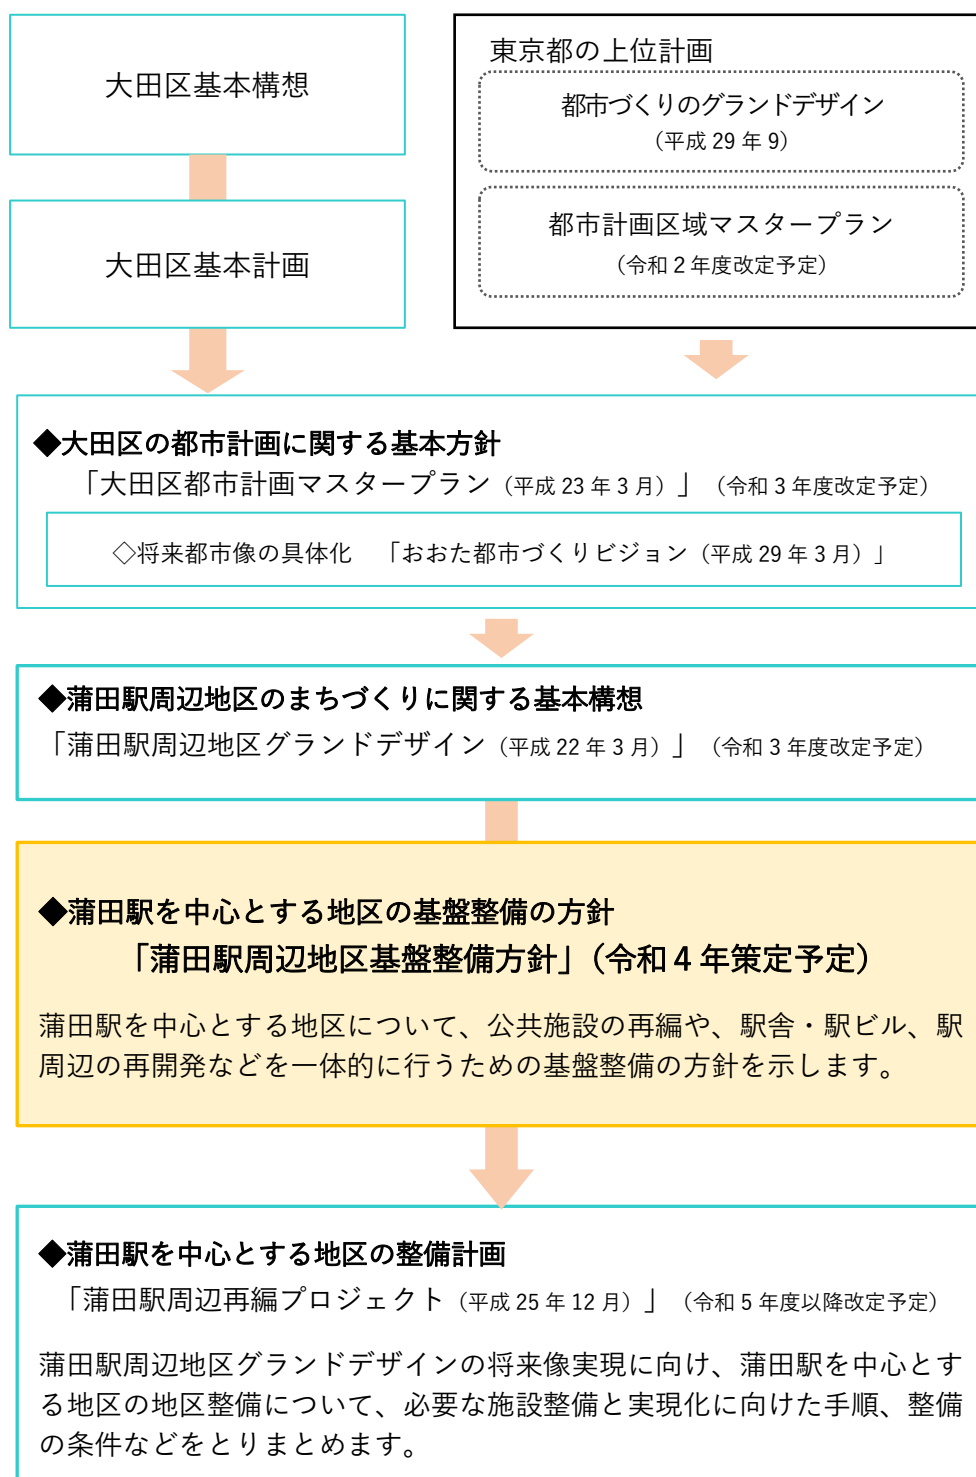 大田区基本構想
大田区基本計画
東京都の上位計画
都市づくりのグランドデザイン
（平成 29 年 9）
都市計画区域マスタープラン
（令和 2 年度改定予定）
◆大田区の都市計画に関する基本方針
「大田区都市計画マスタープラン（平成 23 年 3 月）」（令和 3 年度改定予定）
◇将来都市像の具体化　「おおた都市づくりビジョン（平成 29 年 3 月）」
◆蒲田駅周辺地区のまちづくりに関する基本構想
「蒲田駅周辺地区グランドデザイン（平成 22 年 3 月）」（令和 3 年度改定予定）
◆蒲田駅を中心とする地区の基盤整備の方針
「蒲田駅周辺地区基盤整備方針」（令和４年策定予定）
蒲田駅を中心とする地区について、公共施設の再編や、駅舎・駅ビル、駅
周辺の再開発などを一体的に行うための基盤整備の方針を示します。
◆蒲田駅を中心とする地区の整備計画
「蒲田駅周辺再編プロジェクト（平成 25 年 12 月）」（令和 5 年度以降改定予定）
蒲田駅周辺地区グランドデザインの将来像実現に向け、蒲田駅を中心とす
る地区の地区整備について、必要な施設整備と実現化に向けた手順、整備
の条件などをとりまとめます。